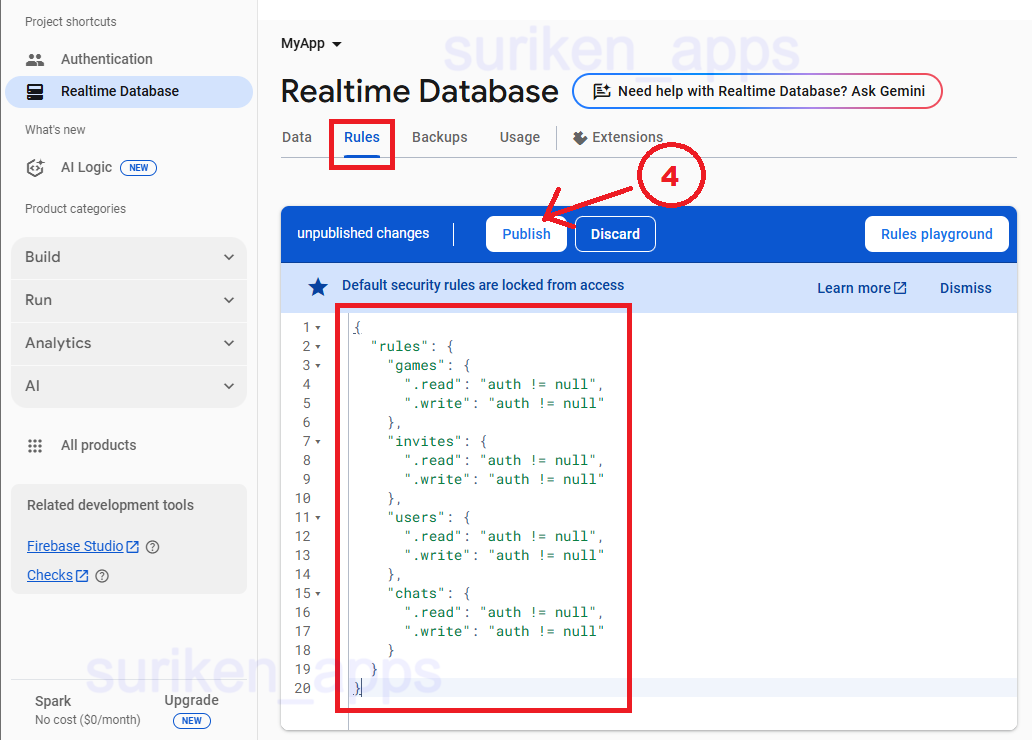 Project shortcuts
Authentication
Realtime Database
What's new
AI Logic NEW
Product categories
Build
Run
Analytics
AI
All products
Related development tools
Firebase Studio
Checks
Spark
No cost ($0/month)
Upgrade
NEW
suriken_apps
MyApp
suriken_apps
Realtime Database
Need help with Realtime Database? Ask Gemini
Data Rules Backups Usage Extensions
4
unpublished changes Publish Discard Rules playground
Default security rules are locked from access Learn more Dismiss
1 {
2 "rules": {
3 "games": {
4 ".read": "auth != null",
5 ".write": "auth != null"
6 },
7 "invites": {
8 ".read": "auth != null",
9 ".write": "auth != null"
10 },
11 "users": {
12 ".read": "auth != null",
13 ".write": "auth != null"
14 },
15 "chats": {
16 ".read": "auth != null",
17 ".write": "auth != null"
18 }
19 }
20 }